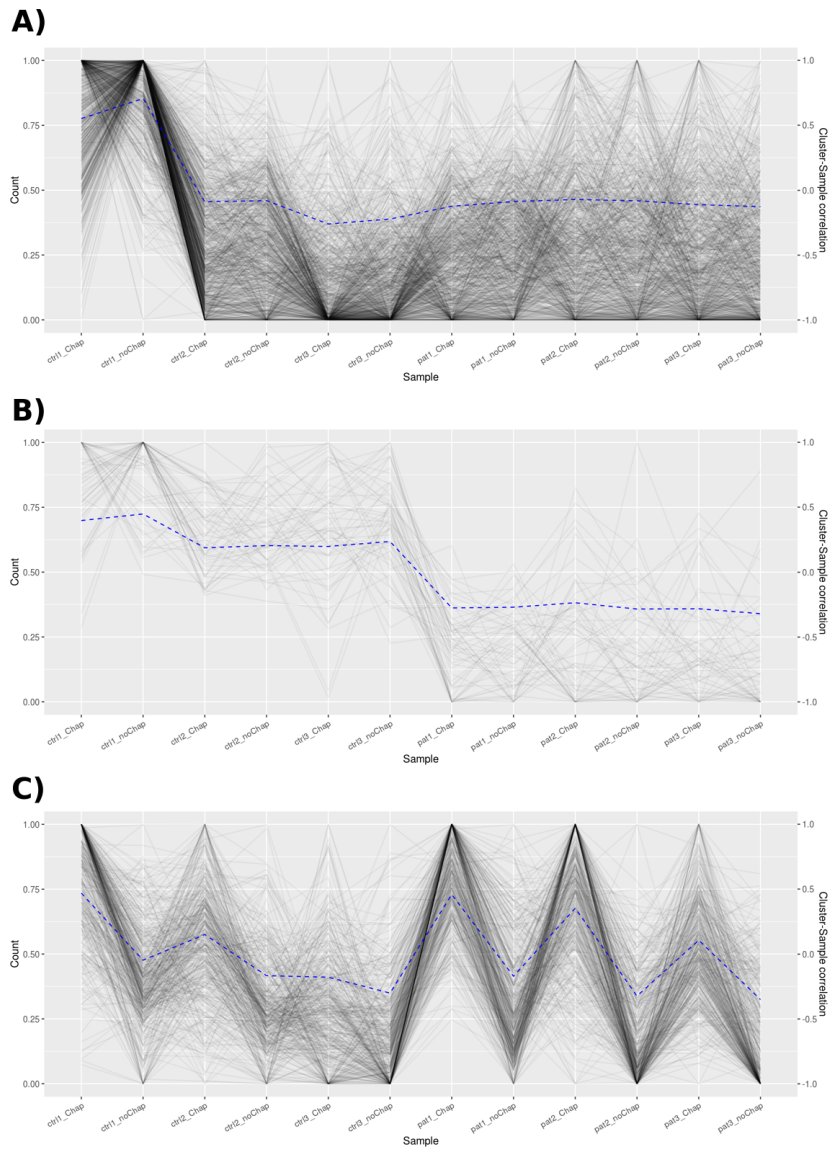 A)
1.00
0.75
0.50
0.25
0.00
Count
1.0
0.5
0.0
-0.5
-1.0
Cluster-Sample correlation
ctrl1_Chap
ctrl1_noChap
ctrl2_Chap
ctrl2_noChap
ctrl3_Chap
ctrl3_noChap
pat1_Chap
pat1_noChap
pat2_Chap
pat2_noChap
pat3_Chap
pat3_noChap
Sample
B)
1.00
0.75
0.50
0.25
0.00
Count
1.0
0.5
0.0
-0.5
-1.0
Cluster-Sample correlation
ctrl1_Chap
ctrl1_noChap
ctrl2_Chap
ctrl2_noChap
ctrl3_Chap
ctrl3_noChap
pat1_Chap
pat1_noChap
pat2_Chap
pat2_noChap
pat3_Chap
pat3_noChap
Sample
C)
1.00
0.75
0.50
0.25
0.00
Count
1.0
0.5
0.0
-0.5
-1.0
Cluster-Sample correlation
ctrl1_Chap
ctrl1_noChap
ctrl2_Chap
ctrl2_noChap
ctrl3_Chap
ctrl3_noChap
pat1_Chap
pat1_noChap
pat2_Chap
pat2_noChap
pat3_Chap
pat3_noChap
Sample